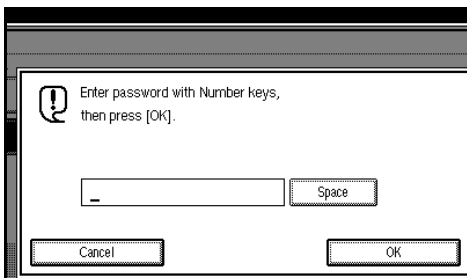 Enter password with Number keys,
then press [OK].
Space
Cancel
OK